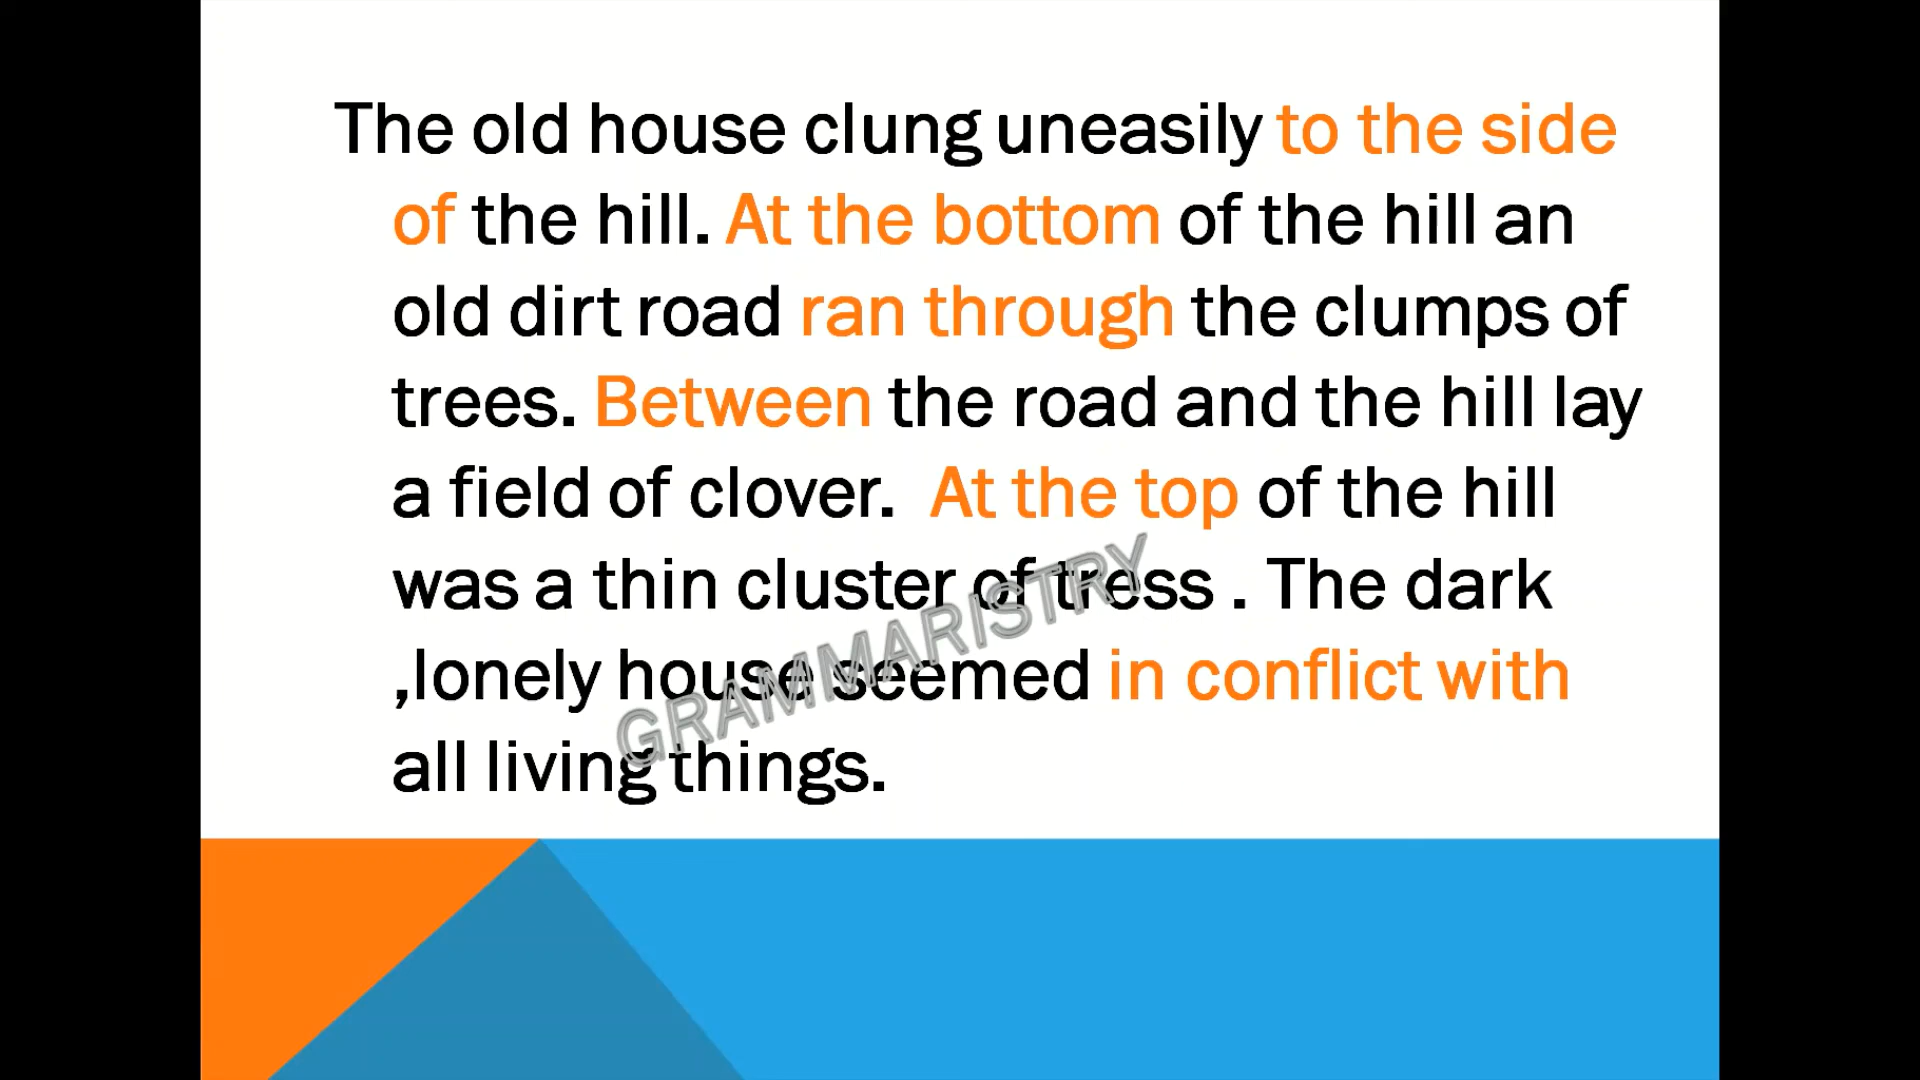 The old house clung uneasily to the side
of the hill. At the bottom of the hill an
old dirt road ran through the clumps of
trees. Between the road and the hill lay
a field of clover.  At the top of the hill
was a thin cluster of tress . The dark
,lonely house seemed in conflict with
all living things.
GRAMMARISTRY